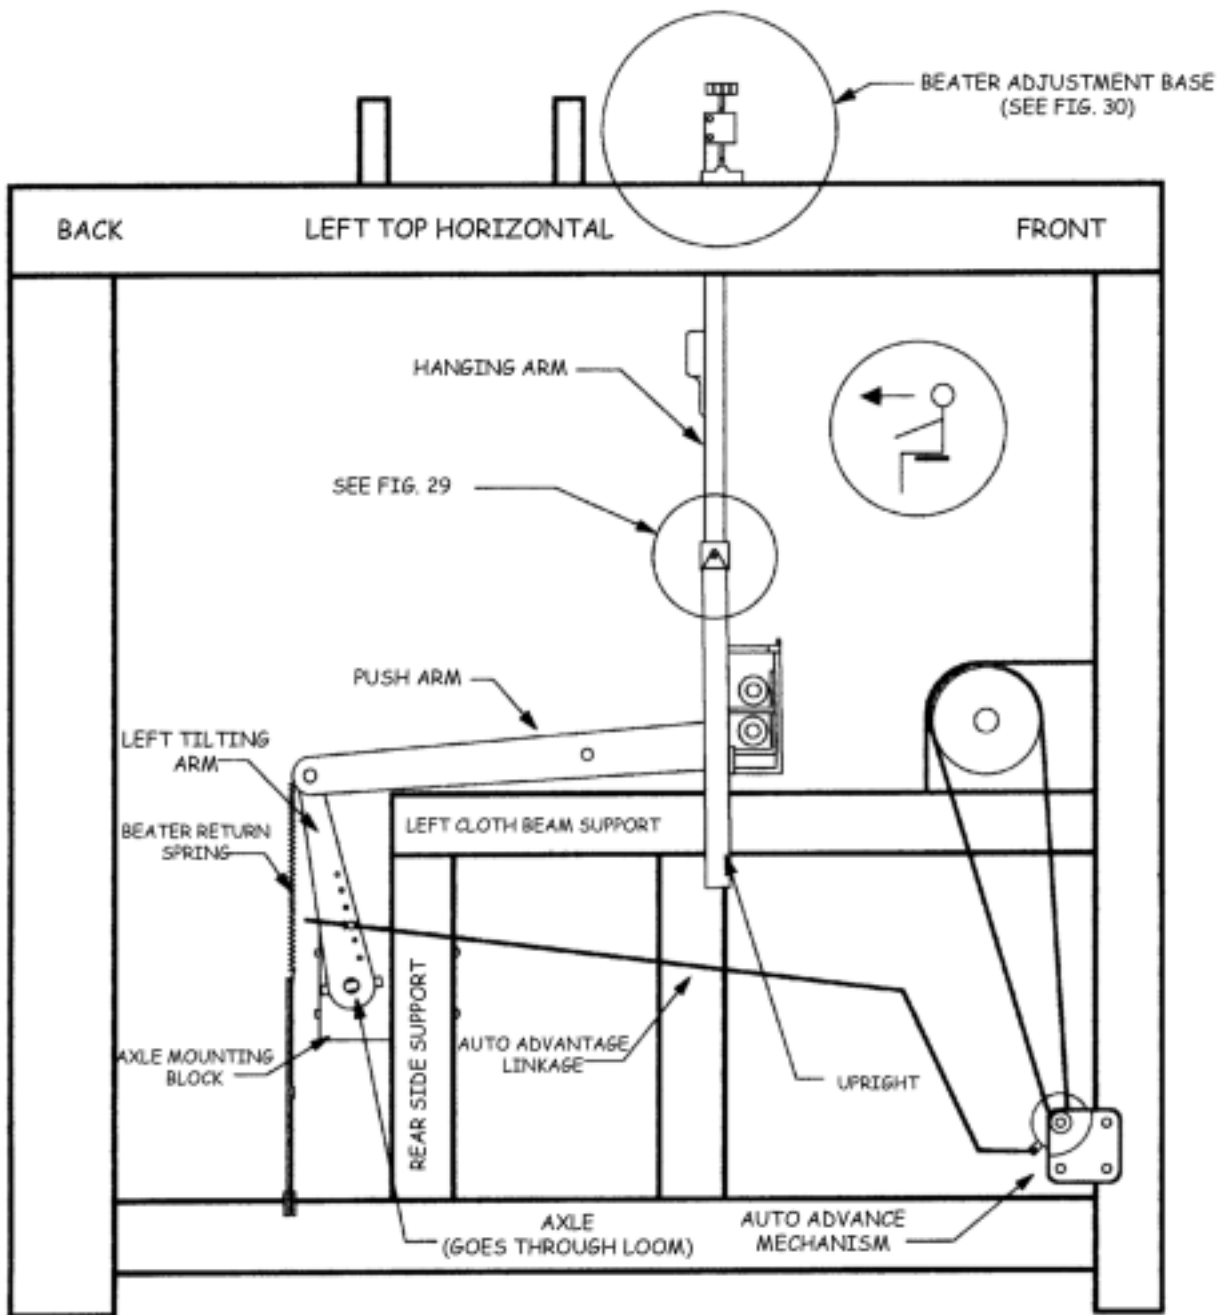 BEATER ADJUSTMENT BASE
(SEE FIG. 30)
BACK
LEFT TOP HORIZONTAL
FRONT
HANGING ARM
SEE FIG. 29
PUSH ARM
LEFT TILTING
ARM
BEATER RETURN
SPRING
LEFT CLOTH BEAM SUPPORT
REAR SIDE SUPPORT
AXLE MOUNTING
BLOCK
AUTO ADVANTAGE
LINKAGE
UPRIGHT
AXLE
(GOES THROUGH LOOM)
AUTO ADVANCE
MECHANISM